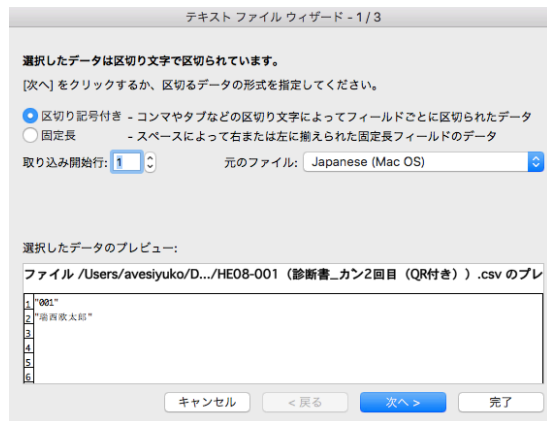 テキスト ファイル ウィザード - 1 / 3
選択したデータは区切り文字で区切られています。
[次へ] をクリックするか、区切るデータの形式を指定してください。
区切り記号付き - コンマやタブなどの区切り文字によってフィールドごとに区切られたデータ
固定長 - スペースによって右または左に揃えられた固定長フィールドのデータ
取り込み開始行: 1 元のファイル: Japanese (Mac OS)
選択したデータのプレビュー:
ファイル /Users/avesiyuko/D.../HE08-001（診断書_カン2回目（QR付き））.csv のプレ
1 "001"
2 "瑞西欧太郎"
3
4
5
6
キャンセル < 戻る 次へ > 完了